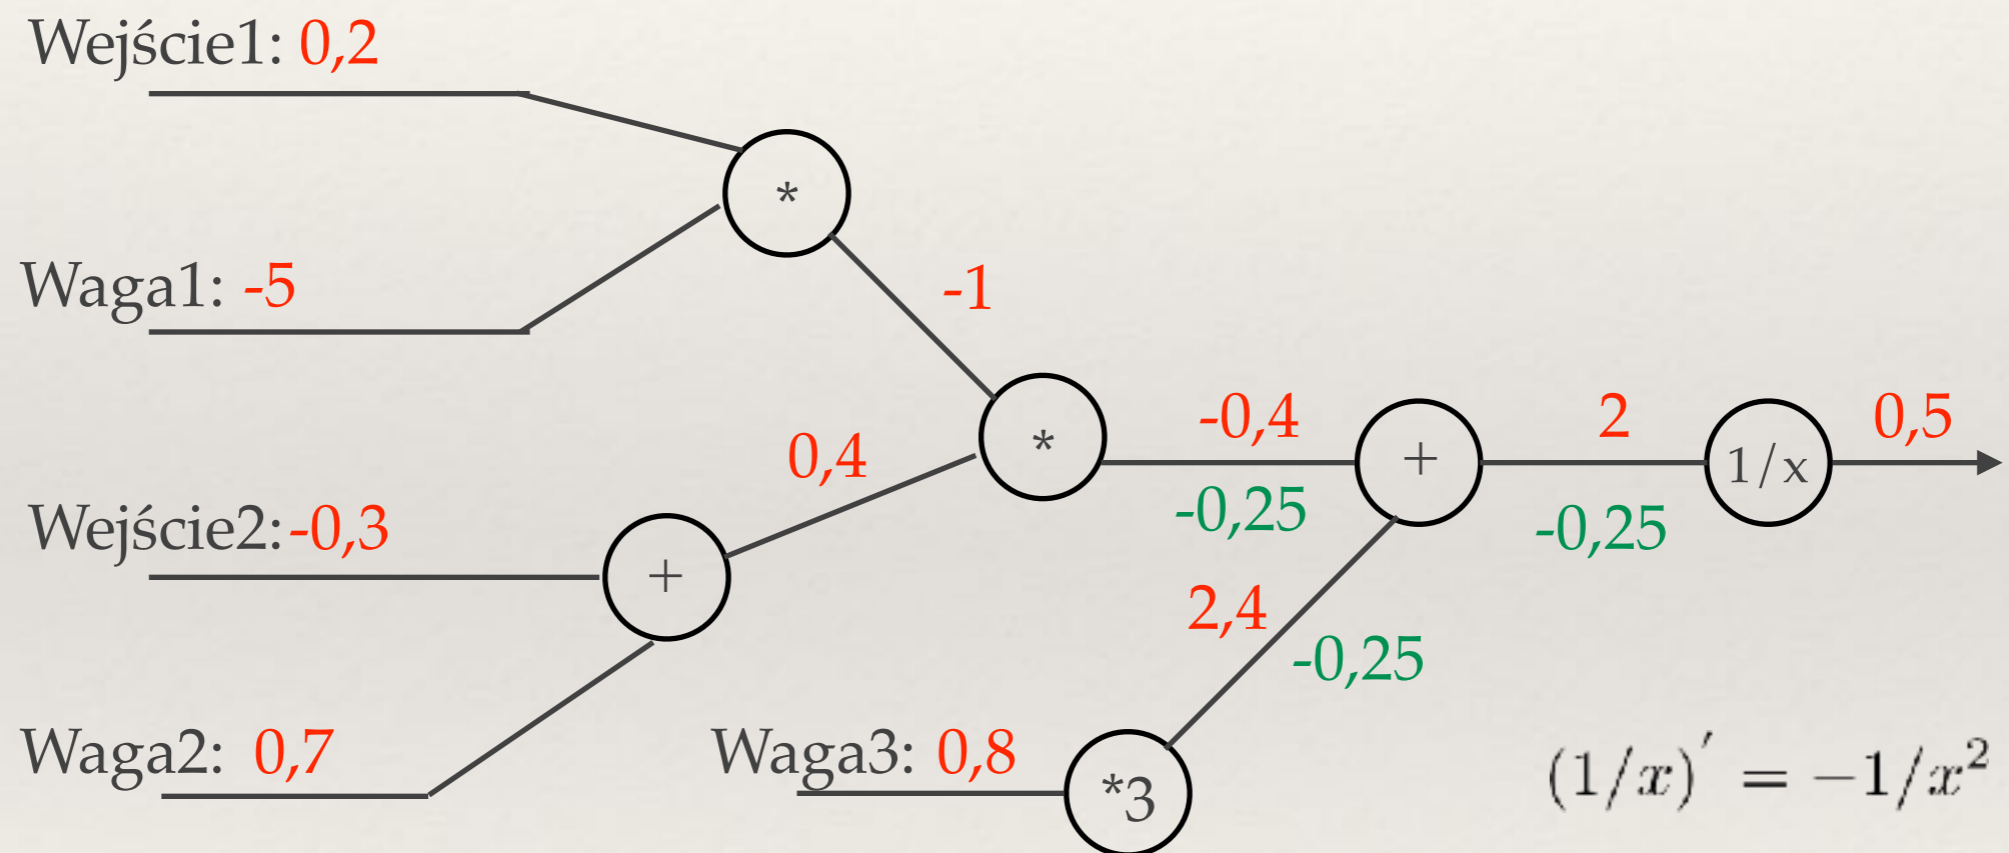 Wejście1: 0,2
*
Waga1: -5
-1
-0,4
2
0,5
0,4
*
+
1/x
-0,25
-0,25
Wejście2:-0,3
+
2,4
-0,25
Waga2: 0,7
Waga3: 0,8
*3
(1/x)′ = −1/x²